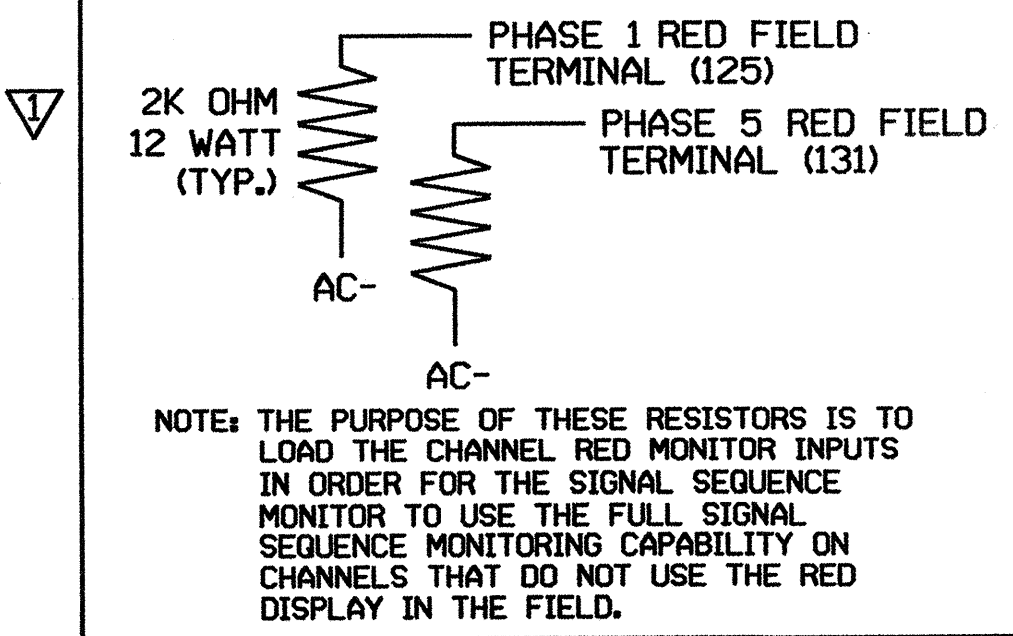 PHASE 1 RED FIELD
TERMINAL (125)
1
2K OHM
12 WATT
(TYP.)
PHASE 5 RED FIELD
TERMINAL (131)
AC-
AC-
NOTE: THE PURPOSE OF THESE RESISTORS IS TO
LOAD THE CHANNEL RED MONITOR INPUTS
IN ORDER FOR THE SIGNAL SEQUENCE
MONITOR TO USE THE FULL SIGNAL
SEQUENCE MONITORING CAPABILITY ON
CHANNELS THAT DO NOT USE THE RED
DISPLAY IN THE FIELD.